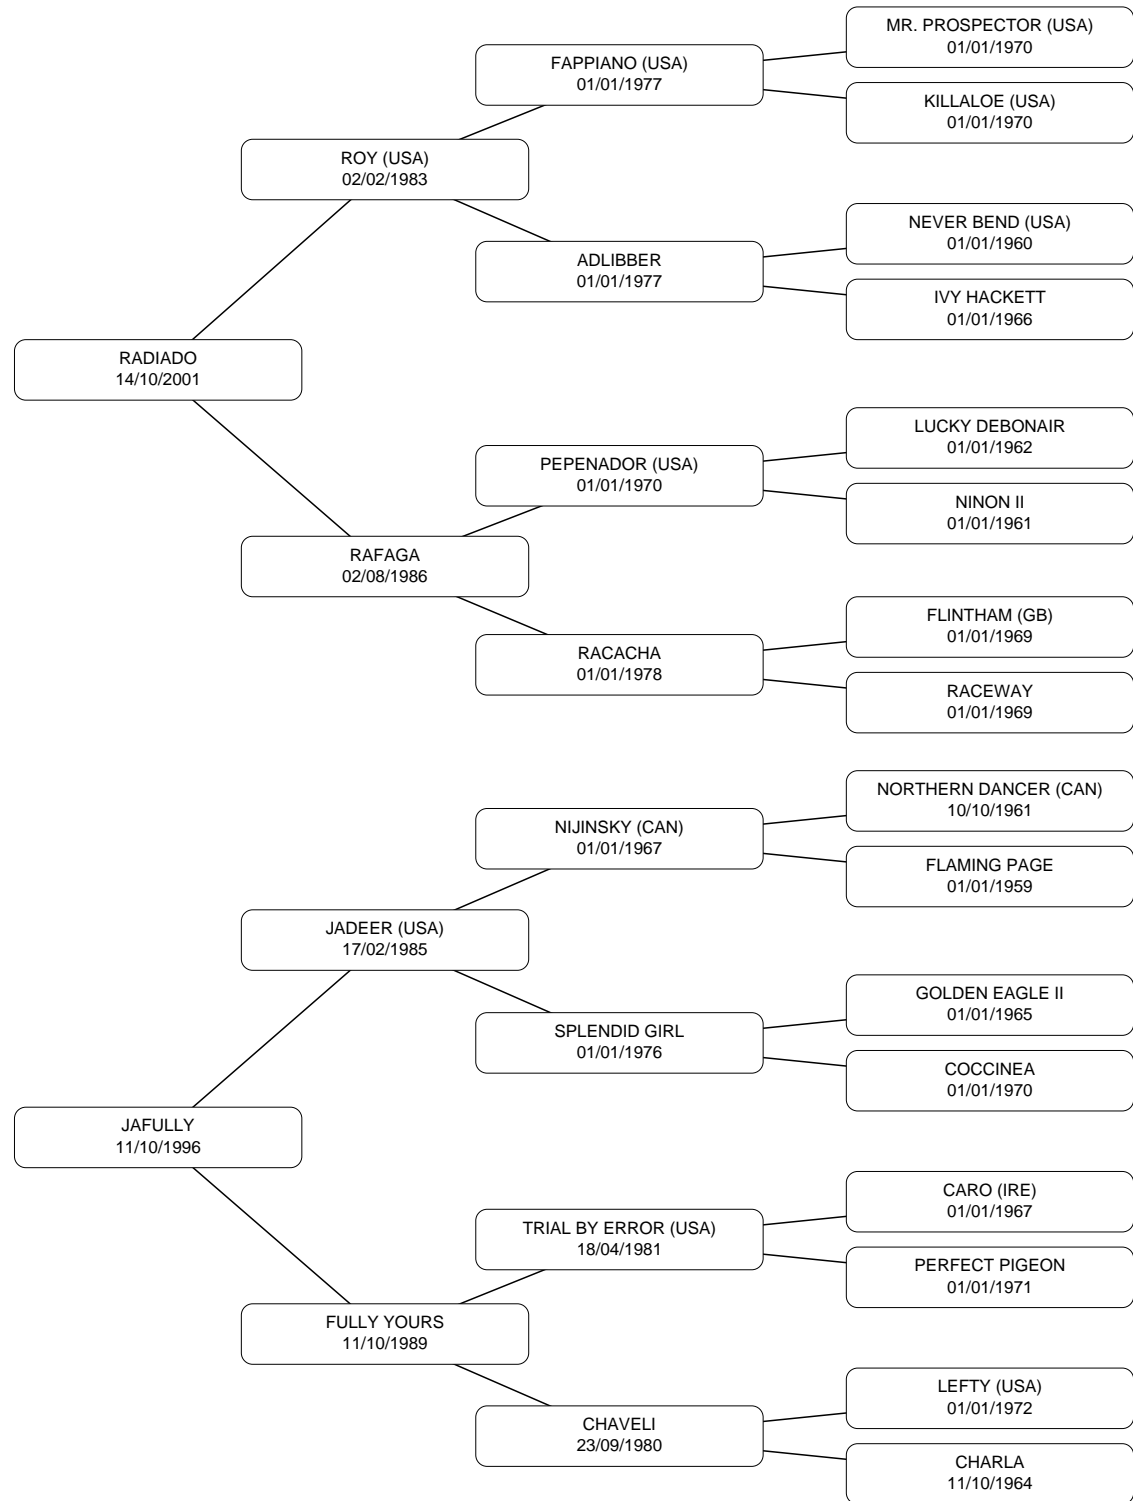 MR. PROSPECTOR (USA)
01/01/1970
FAPPIANO (USA)
01/01/1977
KILLALOE (USA)
01/01/1970
ROY (USA)
02/02/1983
NEVER BEND (USA)
01/01/1960
ADLIBBER
01/01/1977
IVY HACKETT
01/01/1966
RADIADO
14/10/2001
LUCKY DEBONAIR
01/01/1962
PEPENADOR (USA)
01/01/1970
NINON II
01/01/1961
RAFAGA
02/08/1986
FLINTHAM (GB)
01/01/1969
RACACHA
01/01/1978
RACEWAY
01/01/1969
NORTHERN DANCER (CAN)
10/10/1961
NIJINSKY (CAN)
01/01/1967
FLAMING PAGE
01/01/1959
JADEER (USA)
17/02/1985
GOLDEN EAGLE II
01/01/1965
SPLENDID GIRL
01/01/1976
COCCINEA
01/01/1970
JAFULLY
11/10/1996
CARO (IRE)
01/01/1967
TRIAL BY ERROR (USA)
18/04/1981
PERFECT PIGEON
01/01/1971
FULLY YOURS
11/10/1989
LEFTY (USA)
01/01/1972
CHAVELI
23/09/1980
CHARLA
11/10/1964